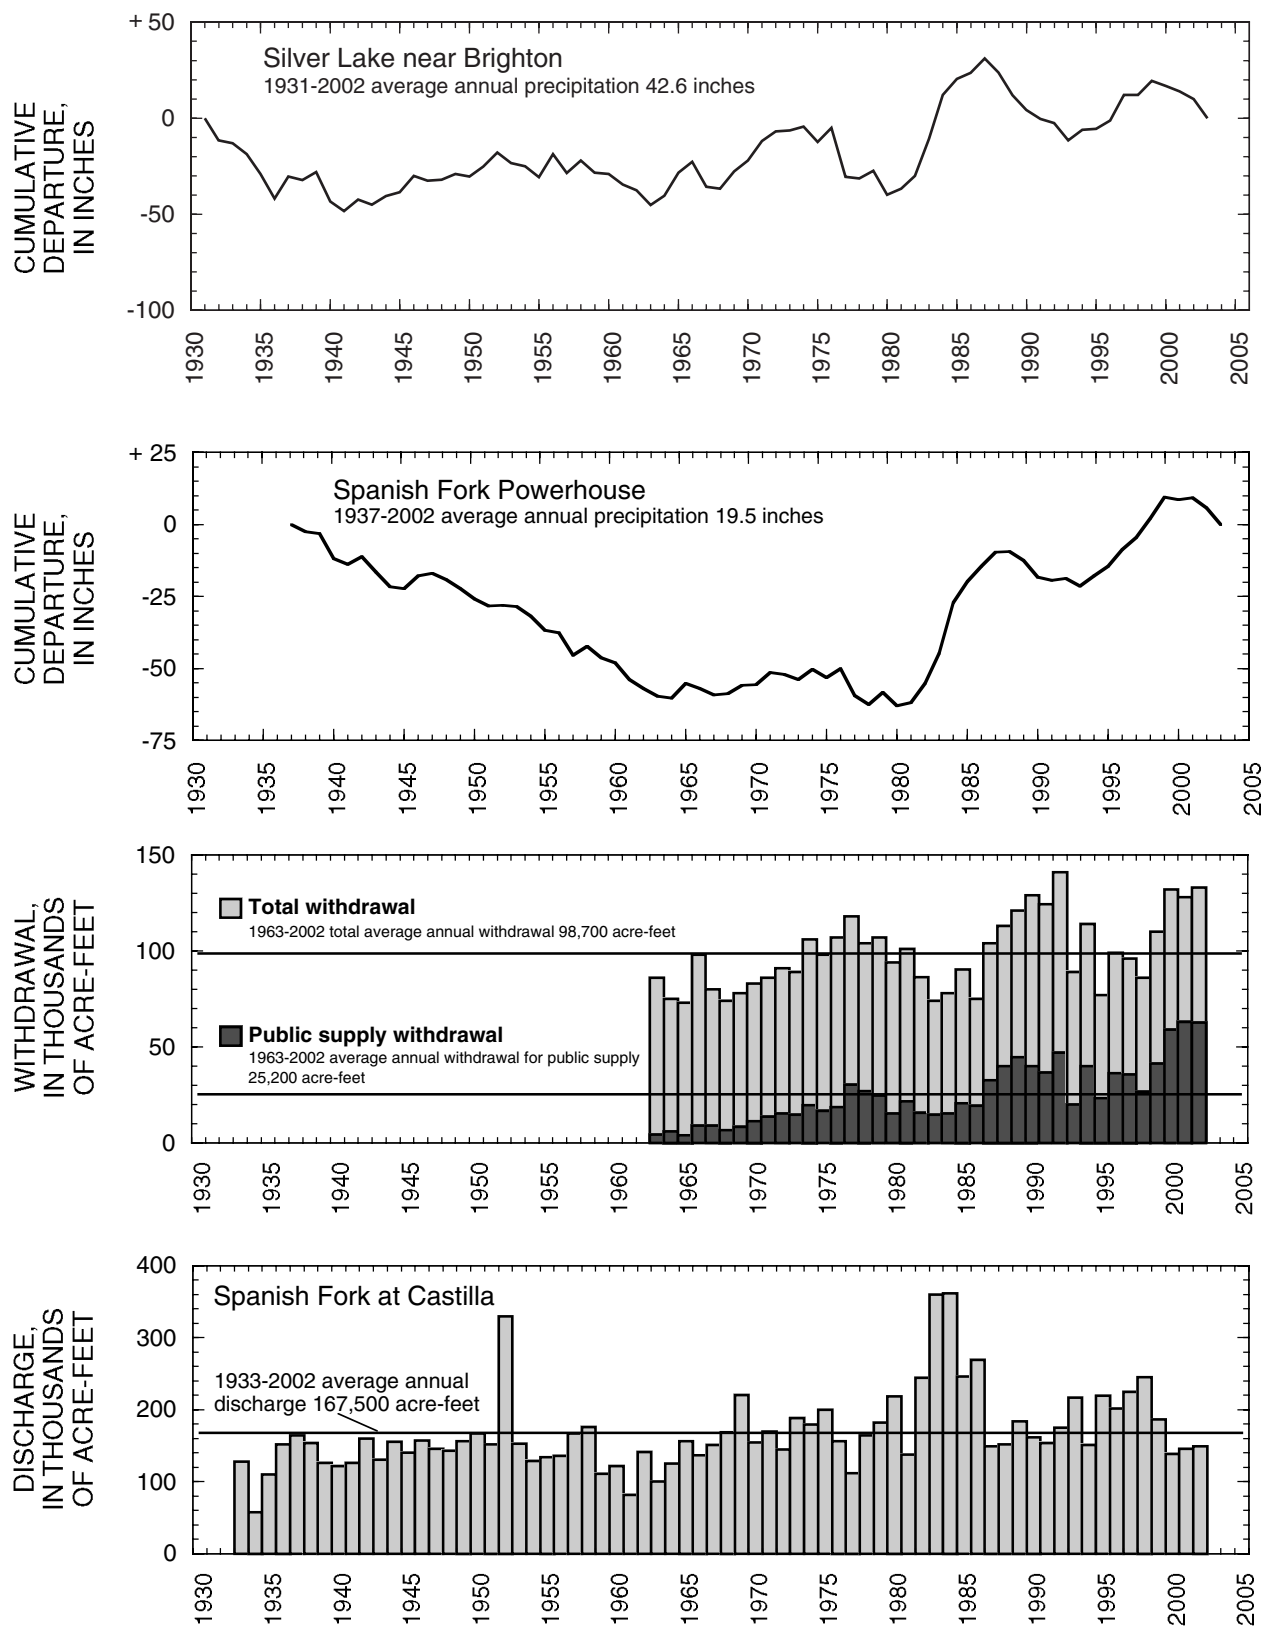 + 50
0
-50
-100
CUMULATIVE
DEPARTURE,
IN INCHES
Silver Lake near Brighton
1931-2002 average annual precipitation 42.6 inches
1930 1935 1940 1945 1950 1955 1960 1965 1970 1975 1980 1985 1990 1995 2000 2005
+ 25
0
-25
-50
-75
CUMULATIVE
DEPARTURE,
IN INCHES
Spanish Fork Powerhouse
1937-2002 average annual precipitation 19.5 inches
1930 1935 1940 1945 1950 1955 1960 1965 1970 1975 1980 1985 1990 1995 2000 2005
150
100
50
0
WITHDRAWAL,
IN THOUSANDS
OF ACRE-FEET
Total withdrawal
1963-2002 total average annual withdrawal 98,700 acre-feet
Public supply withdrawal
1963-2002 average annual withdrawal for public supply
25,200 acre-feet
1930 1935 1940 1945 1950 1955 1960 1965 1970 1975 1980 1985 1990 1995 2000 2005
400
300
200
100
0
DISCHARGE,
IN THOUSANDS
OF ACRE-FEET
Spanish Fork at Castilla
1933-2002 average annual
discharge 167,500 acre-feet
1930 1935 1940 1945 1950 1955 1960 1965 1970 1975 1980 1985 1990 1995 2000 2005